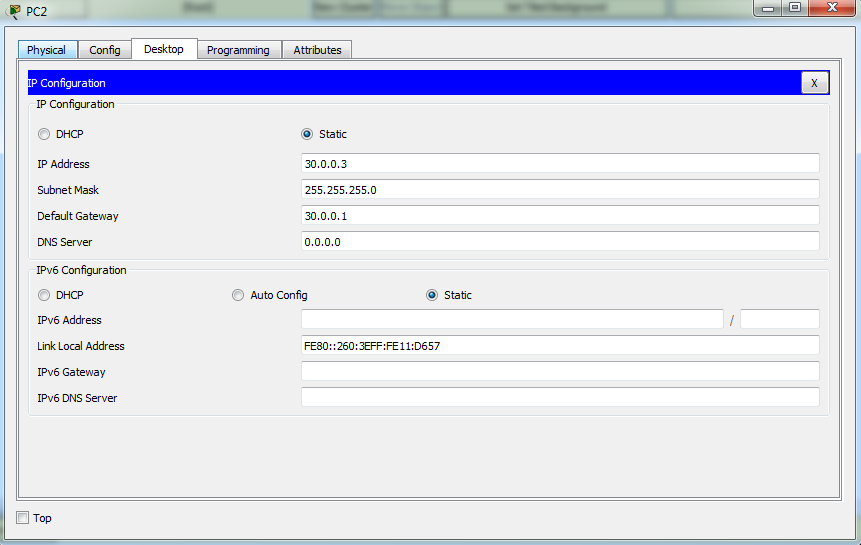 PC2
Physical Config Desktop Programming Attributes
IP Configuration X
IP Configuration
DHCP Static
IP Address 30.0.0.3
Subnet Mask 255.255.255.0
Default Gateway 30.0.0.1
DNS Server 0.0.0.0
IPv6 Configuration
DHCP Auto Config Static
IPv6 Address /
Link Local Address FE80::260:3EFF:FE11:D657
IPv6 Gateway
IPv6 DNS Server
Top